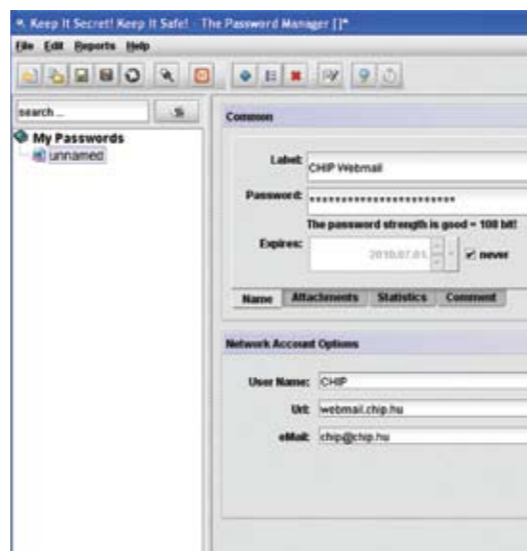 Keep It Secret! Keep It Safe! - The Password Manager []*
File Edit Reports Help
search ...
My Passwords
unnamed
Common
Label: CHIP Webmail
Password: ***********************
The password strength is good - 108 bit!
Expires: 2010.07.01. never
Name Attachments Statistics Comment
Network Account Options
User Name: CHIP
Url: webmail.chip.hu
eMail: chip@chip.hu